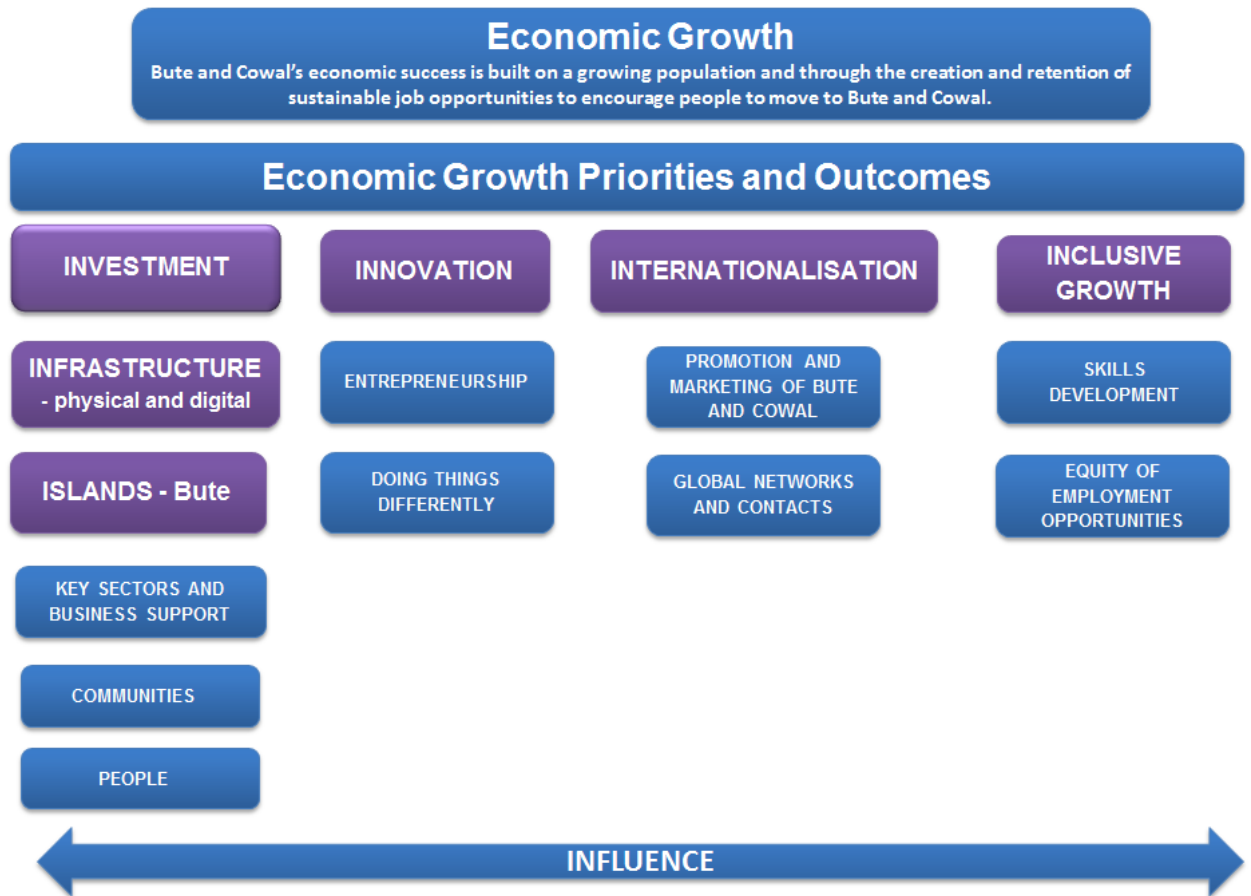 Economic Growth
Bute and Cowal's economic success is built on a growing population and through the creation and retention of
sustainable job opportunities to encourage people to move to Bute and Cowal.
Economic Growth Priorities and Outcomes
INVESTMENT
INFRASTRUCTURE
- physical and digital
ISLANDS - Bute
KEY SECTORS AND
BUSINESS SUPPORT
COMMUNITIES
PEOPLE
INNOVATION
ENTREPRENEURSHIP
DOING THINGS
DIFFERENTLY
INTERNATIONALISATION
PROMOTION AND
MARKETING OF BUTE
AND COWAL
GLOBAL NETWORKS
AND CONTACTS
INCLUSIVE
GROWTH
SKILLS
DEVELOPMENT
EQUITY OF
EMPLOYMENT
OPPORTUNITIES
INFLUENCE